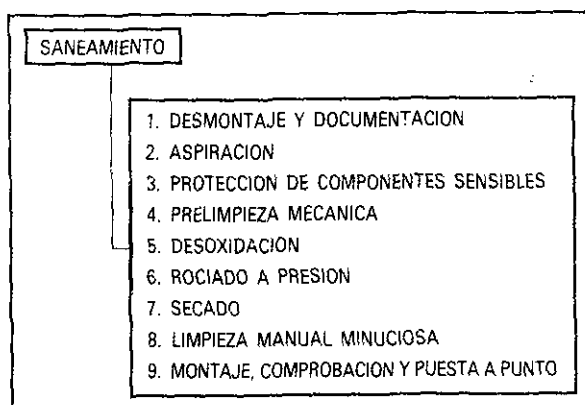 SANEAMIENTO
1. DESMONTAJE Y DOCUMENTACION
2. ASPIRACION
3. PROTECCION DE COMPONENTES SENSIBLES
4. PRELIMPIEZA MECANICA
5. DESOXIDACION
6. ROCIADO A PRESION
7. SECADO
8. LIMPIEZA MANUAL MINUCIOSA
9. MONTAJE, COMPROBACION Y PUESTA A PUNTO